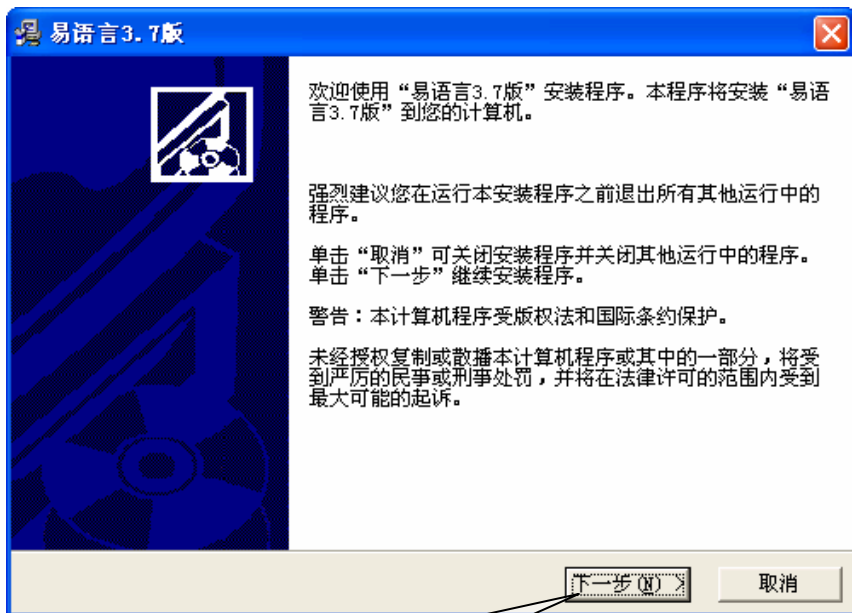 易语言3.7版
欢迎使用“易语言3.7版”安装程序。本程序将安装“易语
言3.7版”到您的计算机。
强烈建议您在运行本安装程序之前退出所有其他运行中的
程序。
单击“取消”可关闭安装程序并关闭其他运行中的程序。
单击“下一步”继续安装程序。
警告：本计算机程序受版权法和国际条约保护。
未经授权复制或散播本计算机程序或其中的一部分，将受
到严厉的民事或刑事处罚，并将在法律许可的范围内受到
最大可能的起诉。
下一步(N) >
取消